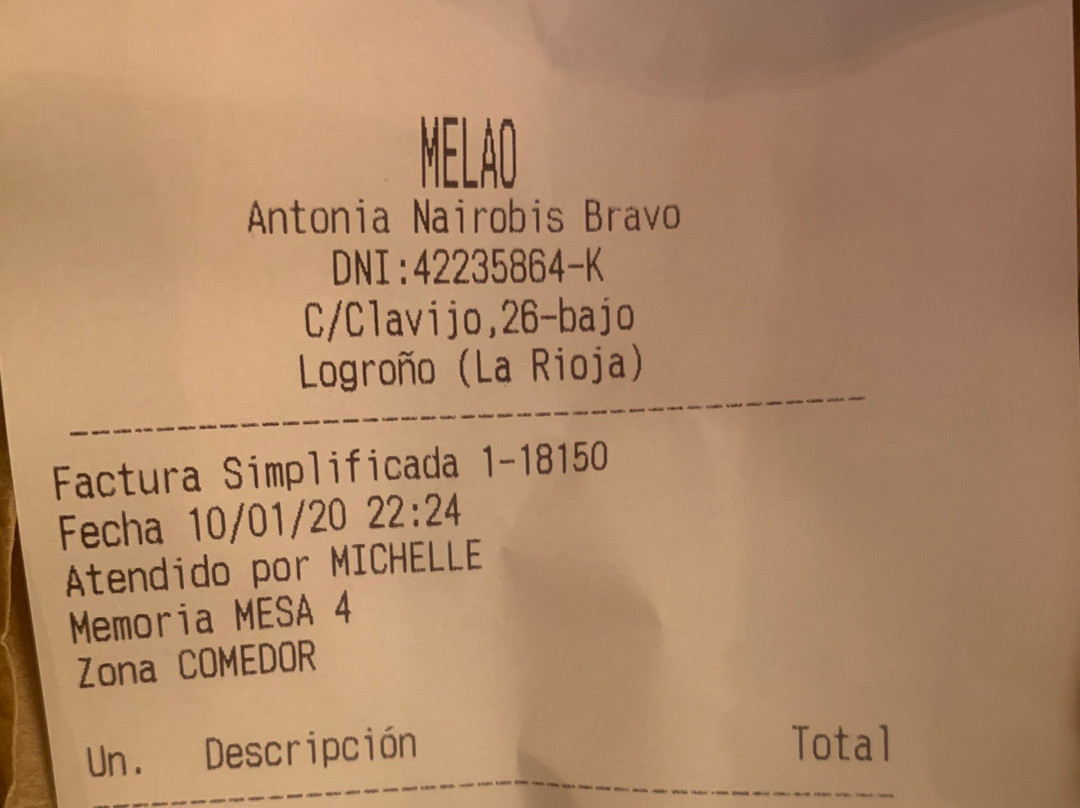 MELAO
Antonia Nairobis Bravo
DNI:42235864-K
C/Clavijo,26-bajo
Logroño (La Rioja)
Factura Simplificada 1-18150
Fecha 10/01/20 22:24
Atendido por MICHELLE
Memoria MESA 4
Zona COMEDOR
Un. Descripción Total